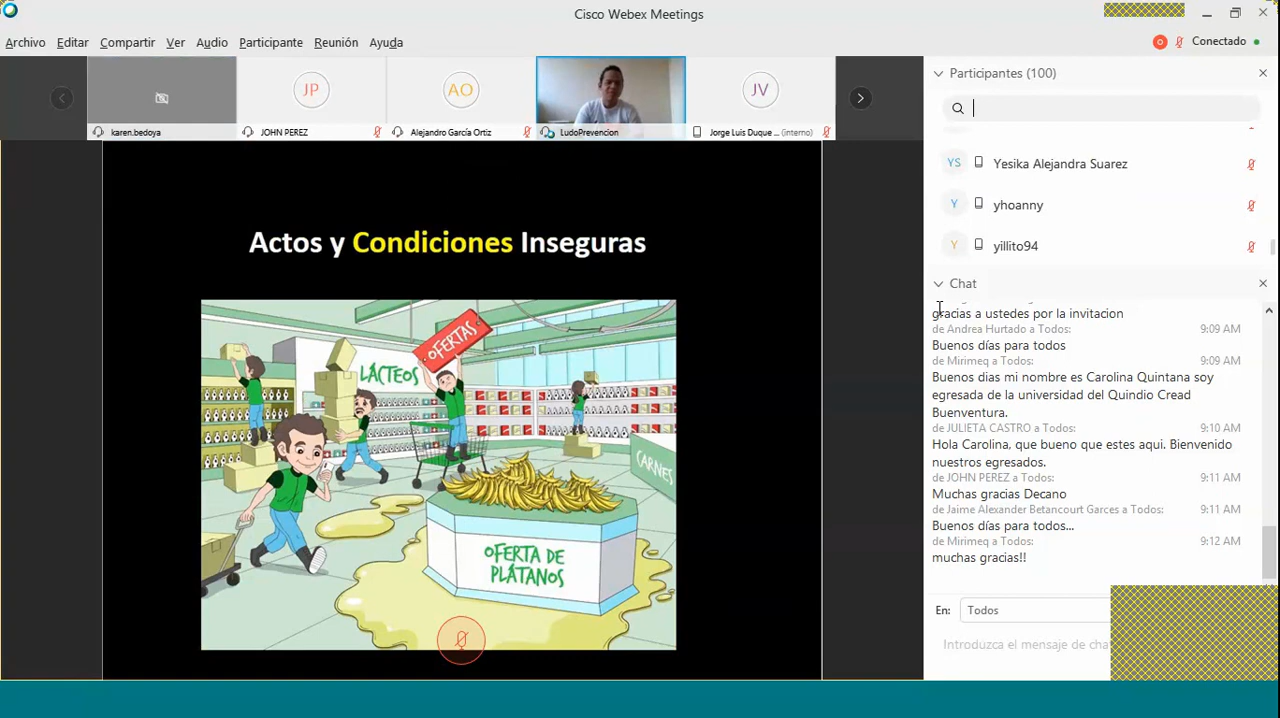 Cisco Webex Meetings
Archivo Editar Compartir Ver Audio Participante Reunión Ayuda
Conectado
JP
AO
JV
karen.bedoya
JOHN PEREZ
Alejandro García Ortiz
LudoPrevencion
Jorge Luis Duque ... (interno)
Actos y Condiciones Inseguras
OFERTAS
LÁCTEOS
CARNES
OFERTA DE
PLÁTANOS
Participantes (100)
YS Yesika Alejandra Suarez
Y yhoanny
Y yillito94
Chat
gracias a ustedes por la invitacion
de Andrea Hurtado a Todos: 9:09 AM
Buenos días para todos
de Mirimeq a Todos: 9:09 AM
Buenos dias mi nombre es Carolina Quintana soy
egresada de la universidad del Quindio Cread
Buenventura.
de JULIETA CASTRO a Todos: 9:10 AM
Hola Carolina, que bueno que estes aqui. Bienvenido
nuestros egresados.
de JOHN PEREZ a Todos: 9:11 AM
Muchas gracias Decano
de Jaime Alexander Betancourt Garces a Todos: 9:11 AM
Buenos días para todos...
de Mirimeq a Todos: 9:12 AM
muchas gracias!!
En: Todos
Introduzca el mensaje de cha